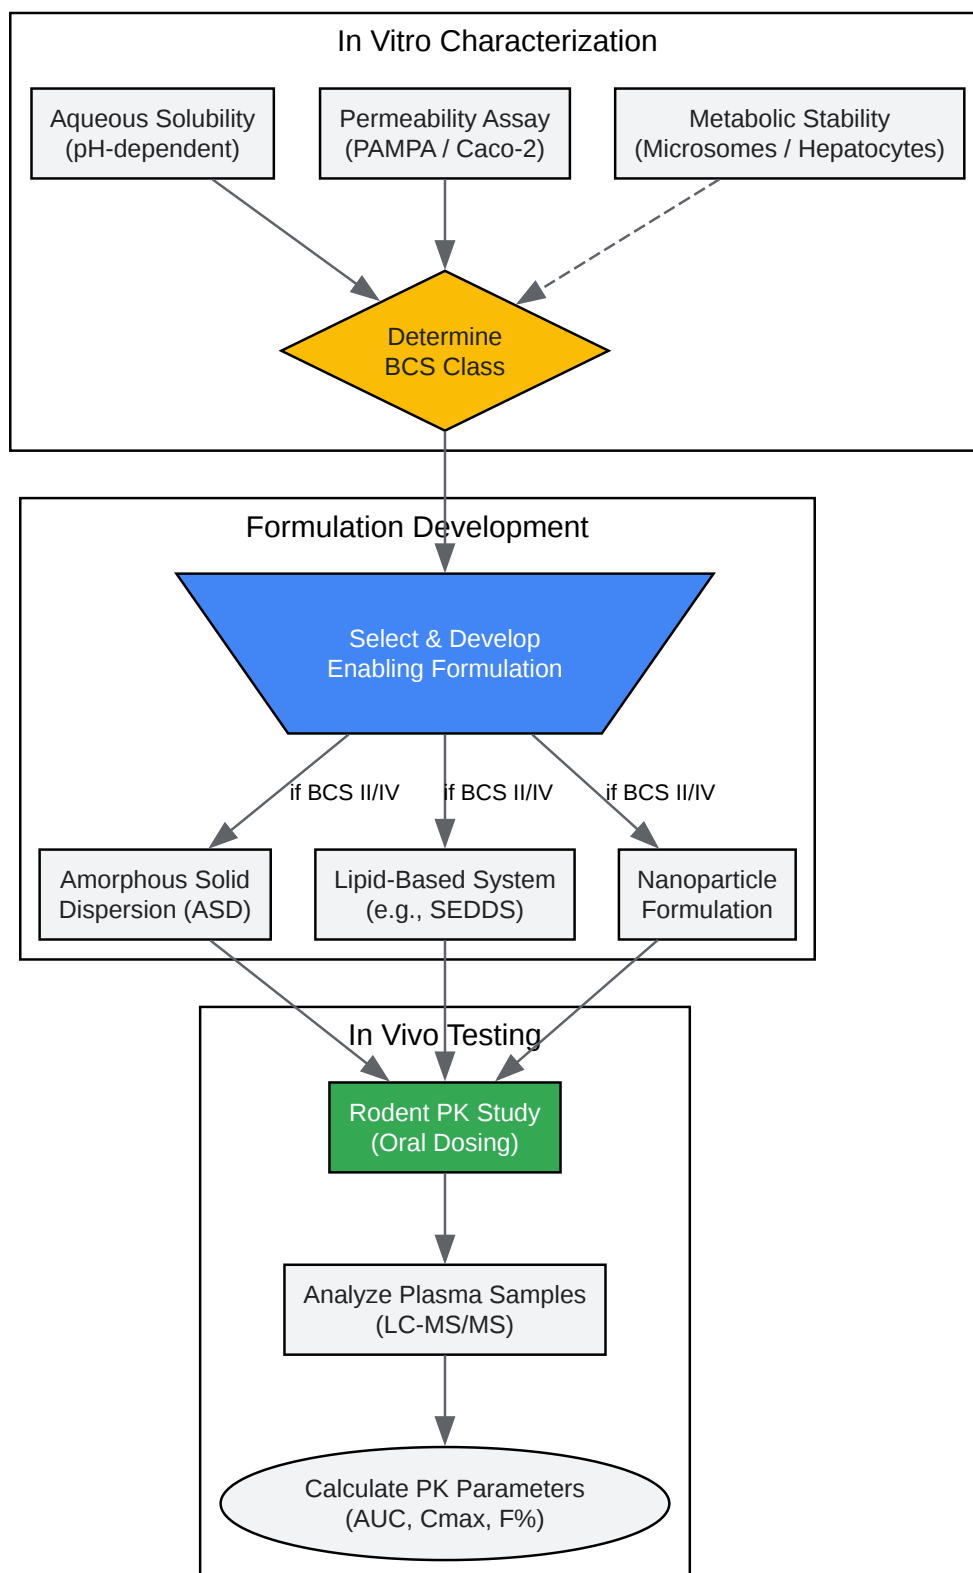 In Vitro Characterization
Aqueous Solubility
(pH-dependent)
Permeability Assay
(PAMPA / Caco-2)
Metabolic Stability
(Microsomes / Hepatocytes)
Determine
BCS Class
Formulation Development
Select & Develop
Enabling Formulation
if BCS II/IV
if BCS II/IV
if BCS II/IV
Amorphous Solid
Dispersion (ASD)
Lipid-Based System
(e.g., SEDDS)
Nanoparticle
Formulation
In Vivo Testing
Rodent PK Study
(Oral Dosing)
Analyze Plasma Samples
(LC-MS/MS)
Calculate PK Parameters
(AUC, Cmax, F%)